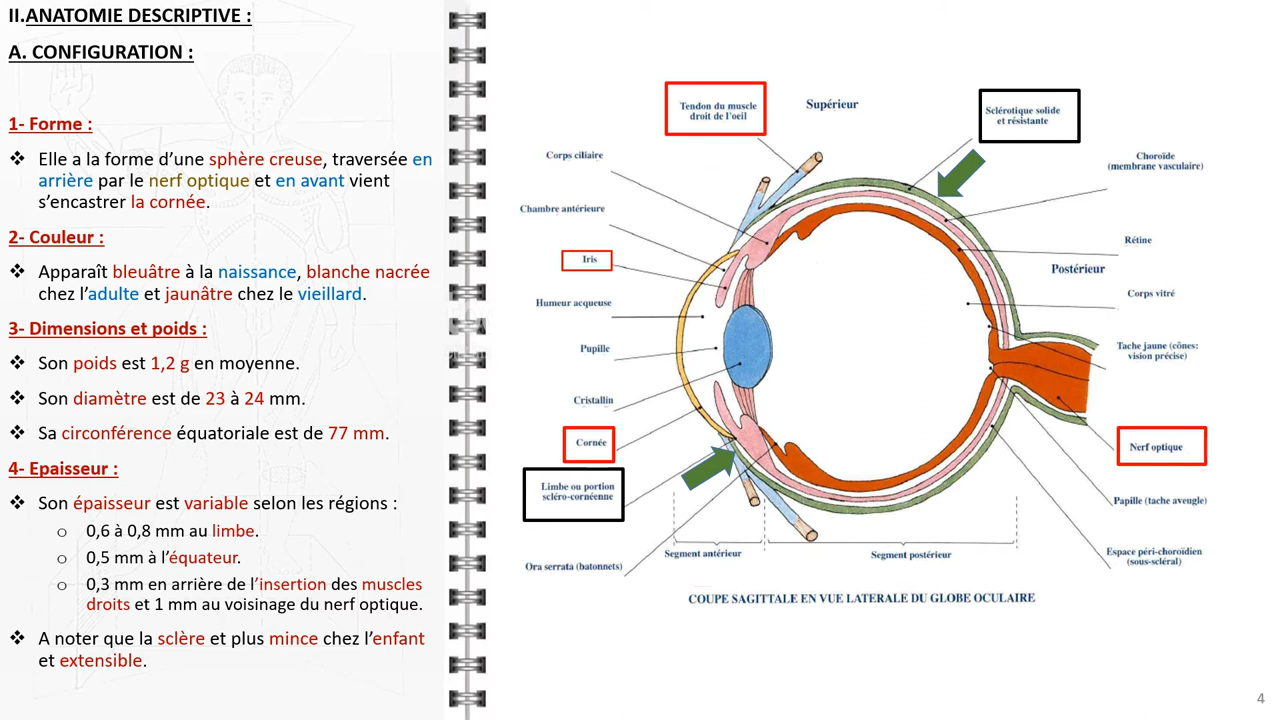 II.ANATOMIE DESCRIPTIVE :
A. CONFIGURATION :
1- Forme :
❖ Elle a la forme d’une sphère creuse, traversée en
arrière par le nerf optique et en avant vient
s’encastrer la cornée.
2- Couleur :
❖ Apparaît bleuâtre à la naissance, blanche nacrée
chez l’adulte et jaunâtre chez le vieillard.
3- Dimensions et poids :
❖ Son poids est 1,2 g en moyenne.
❖ Son diamètre est de 23 à 24 mm.
❖ Sa circonférence équatoriale est de 77 mm.
4- Epaisseur :
❖ Son épaisseur est variable selon les régions :
o 0,6 à 0,8 mm au limbe.
o 0,5 mm à l’équateur.
o 0,3 mm en arrière de l’insertion des muscles
droits et 1 mm au voisinage du nerf optique.
❖ A noter que la sclère et plus mince chez l’enfant
et extensible.
Tendon du muscle
droit de l'oeil
Supérieur
Sclérotique solide
et résistante
Corps ciliaire
Choroïde
(membrane vasculaire)
Chambre antérieure
Rétine
Iris
Postérieur
Corps vitré
Humeur acqueuse
Pupille
Tache jaune (cônes:
vision précise)
Cristallin
Cornée
Nerf optique
Limbe ou portion
scléro-cornéenne
Papille (tache aveugle)
Segment antérieur
Segment postérieur
Espace péri-choroïdien
(sous-scléral)
Ora serrata (batonnets)
COUPE SAGITTALE EN VUE LATERALE DU GLOBE OCULAIRE
4